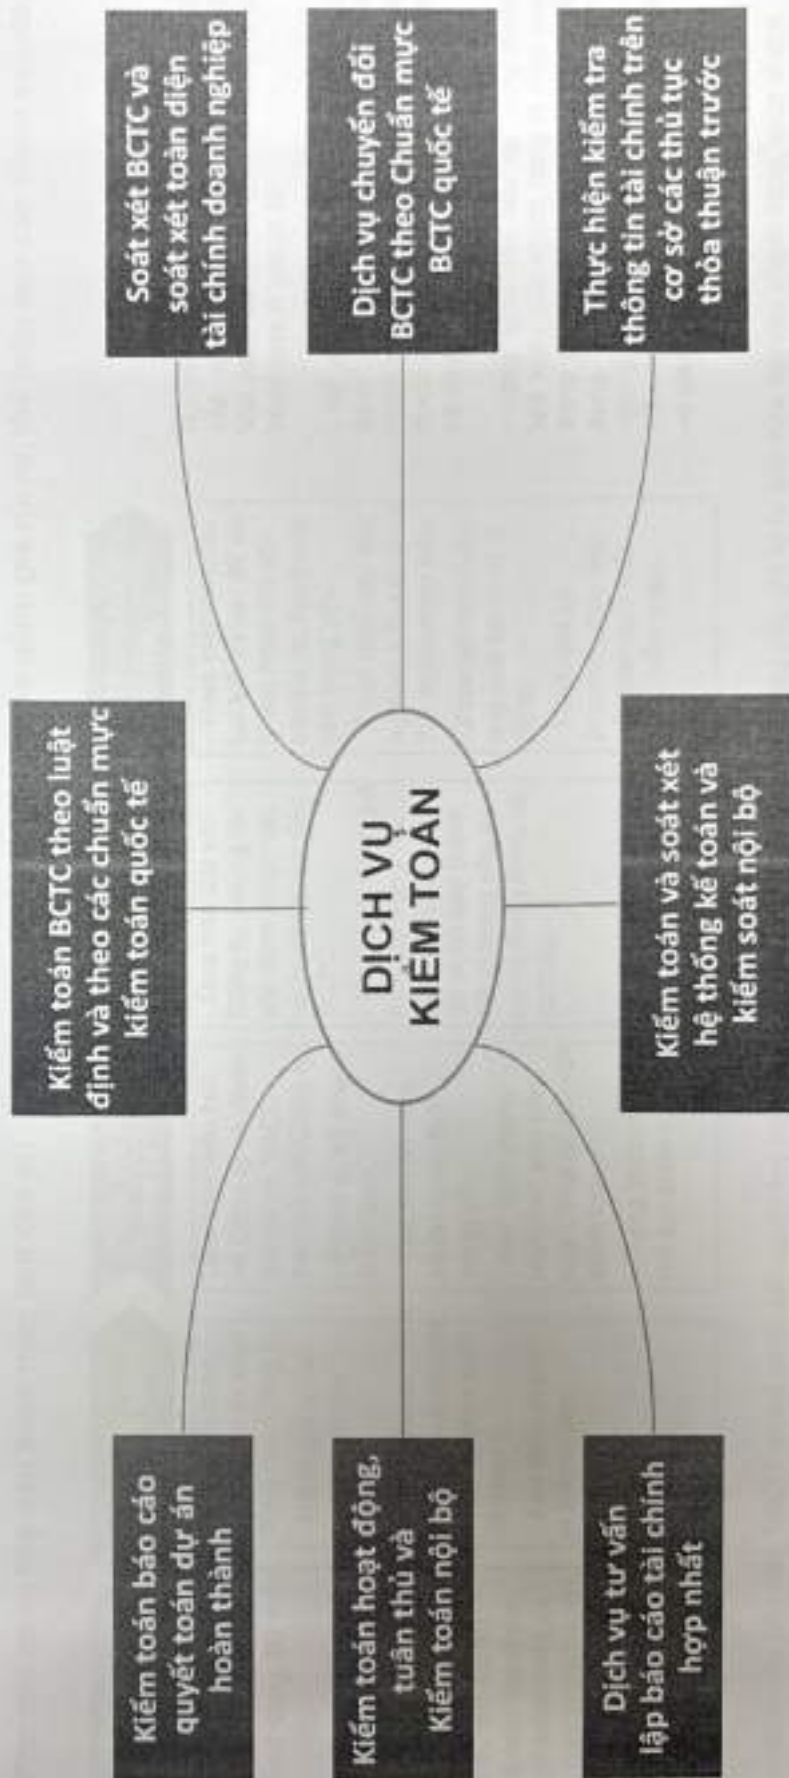 Kiểm toán BCTC theo luật
định và theo các chuẩn mực
kiểm toán quốc tế
Kiểm toán báo cáo
quyết toán dự án
hoàn thành
Soát xét BCTC và
soát xét toàn diện
tài chính doanh nghiệp
Kiểm toán hoạt động,
tuân thủ và
Kiểm toán nội bộ
DỊCH VỤ
KIỂM TOÁN
Dịch vụ chuyển đổi
BCTC theo Chuẩn mực
BCTC quốc tế
Dịch vụ tư vấn
lập báo cáo tài chính
hợp nhất
Thực hiện kiểm tra
thông tin tài chính trên
cơ sở các thủ tục
thỏa thuận trước
Kiểm toán và soát xét
hệ thống kế toán và
kiểm soát nội bộ